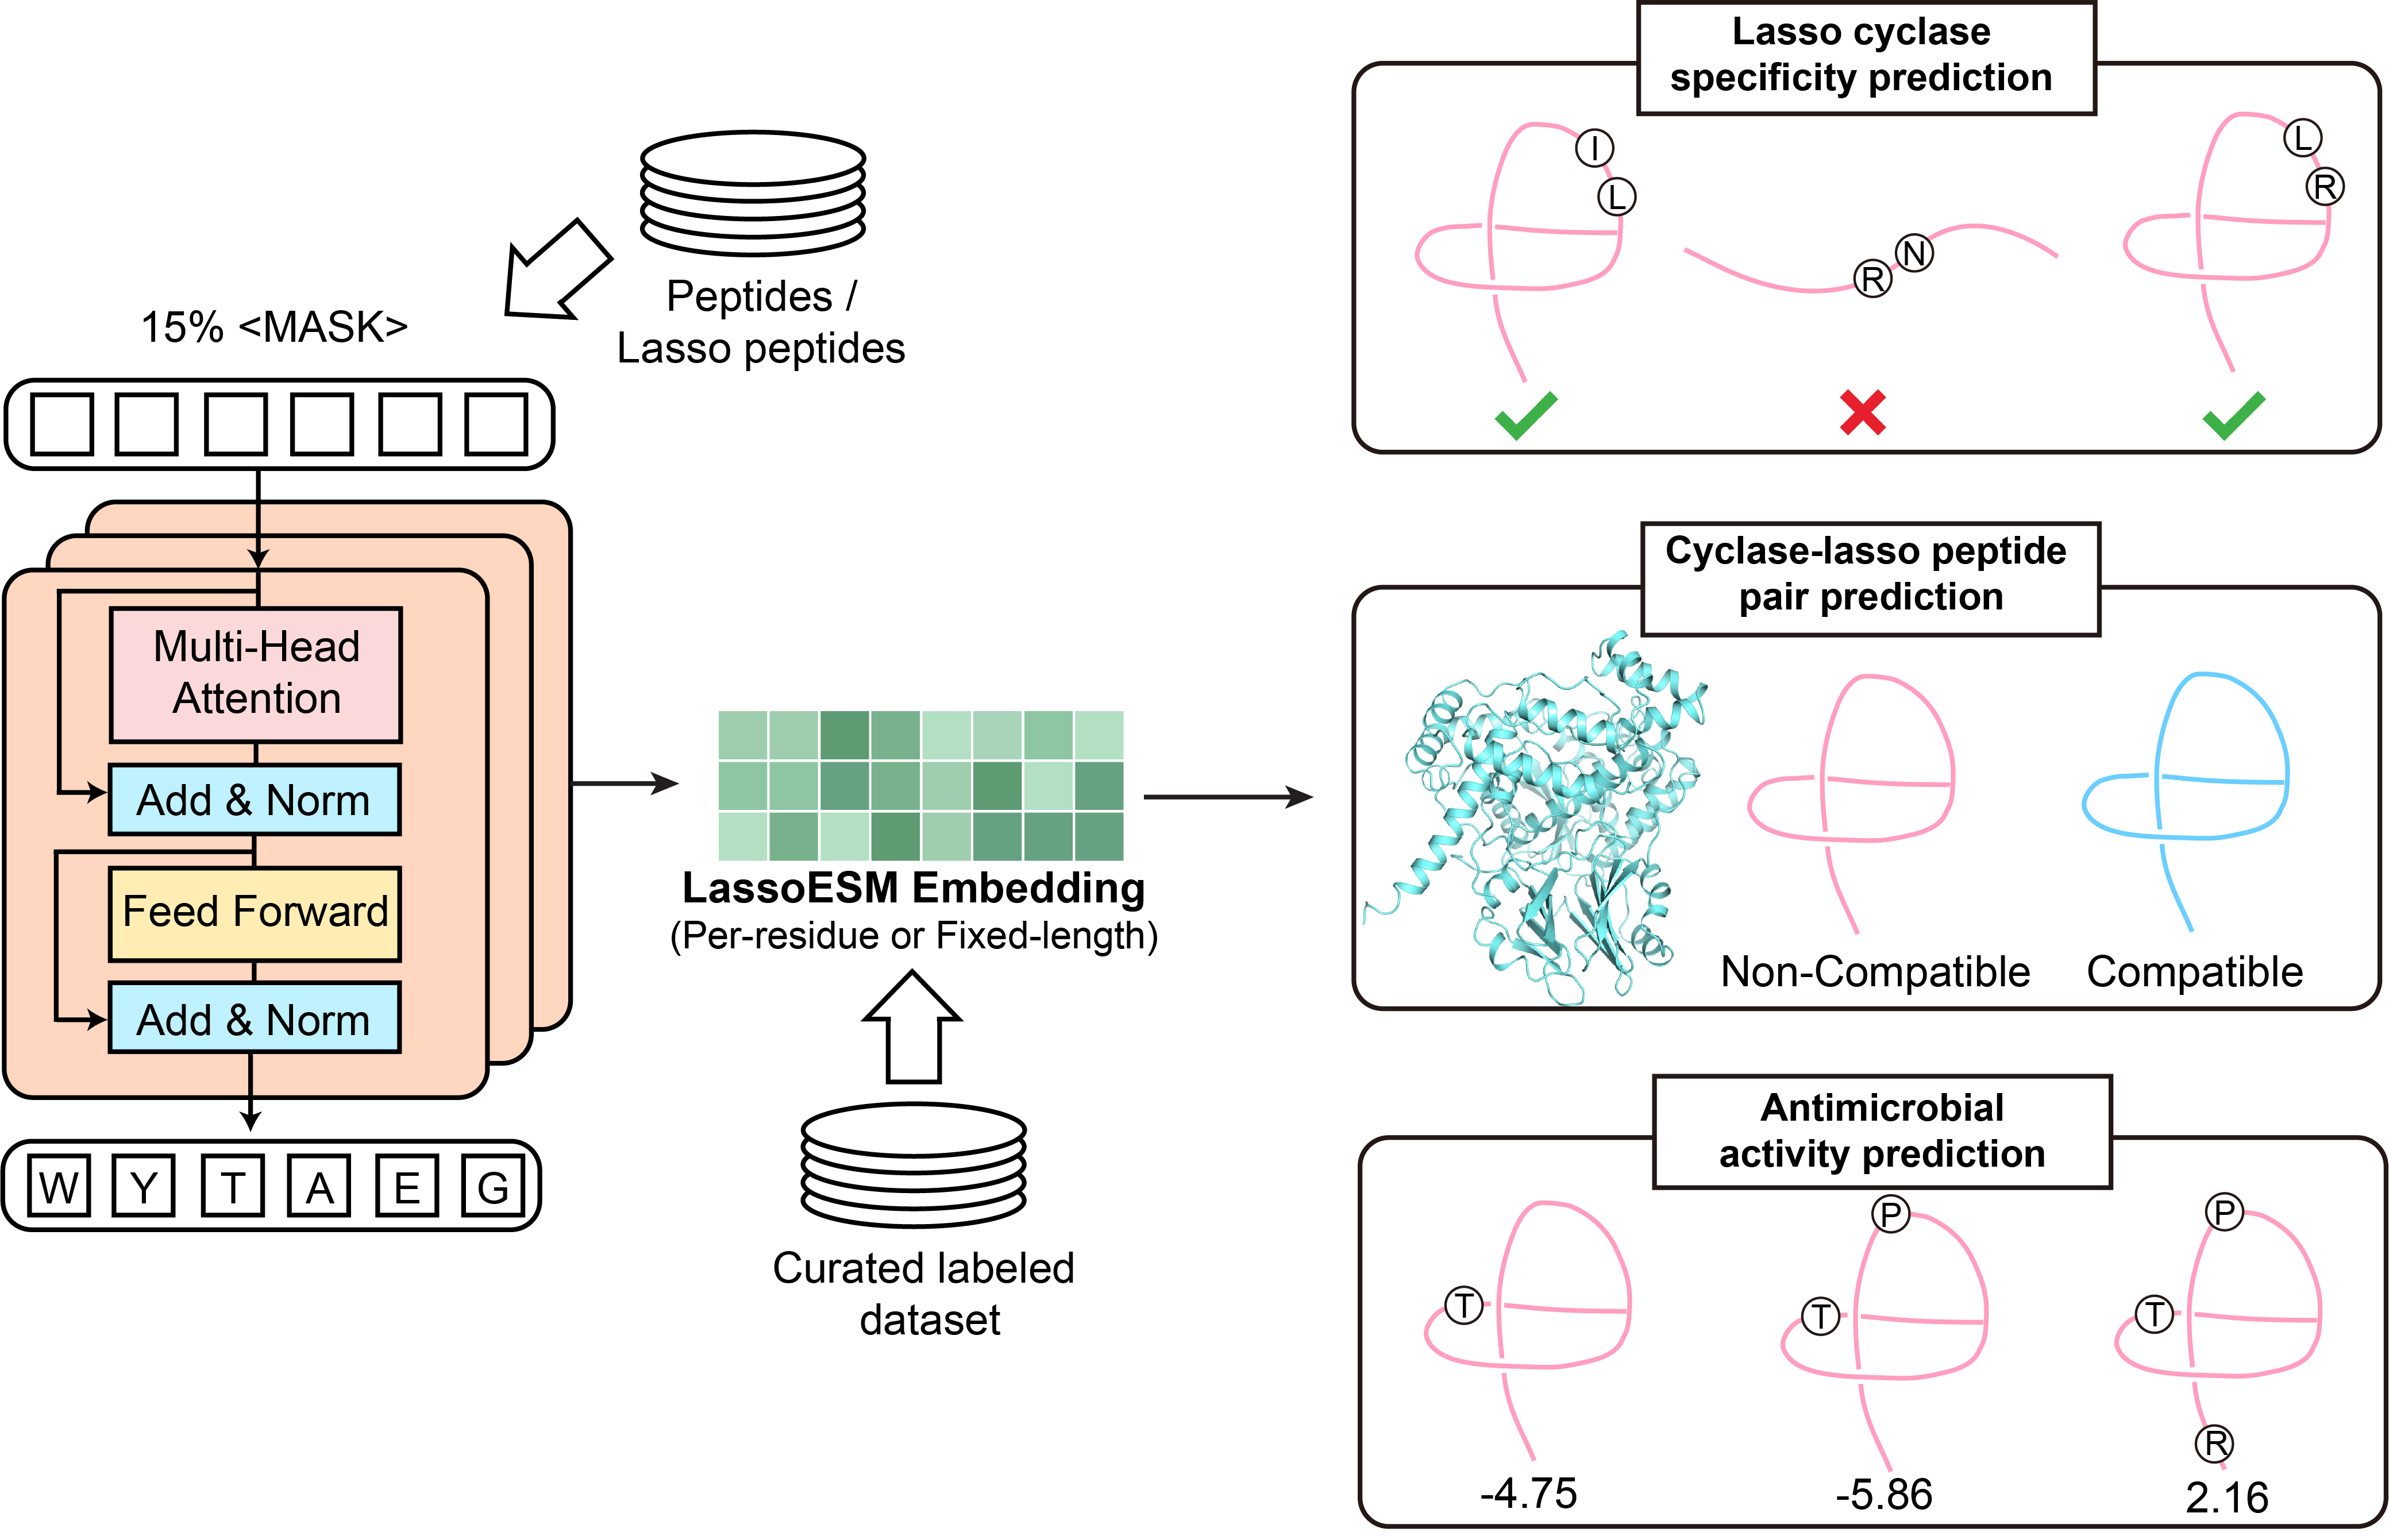 Peptides /
Lasso peptides
15% <MASK>
Multi-Head
Attention
Add & Norm
Feed Forward
Add & Norm
W Y T A E G
LassoESM Embedding
(Per-residue or Fixed-length)
Curated labeled
dataset
Lasso cyclase
specificity prediction
I
L
R
N
L
R
Cyclase-lasso peptide
pair prediction
Non-Compatible
Compatible
Antimicrobial
activity prediction
T
-4.75
P
T
-5.86
P
T
R
2.16